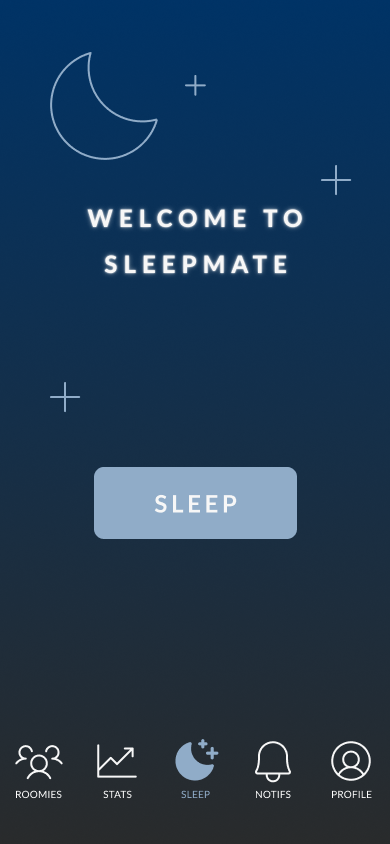 WELCOME TO
SLEEPMATE
SLEEP
ROOMIES
STATS
SLEEP
NOTIFS
PROFILE